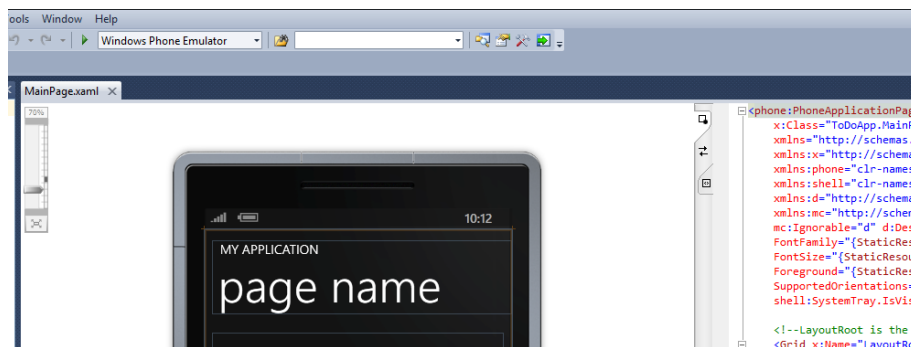 ools Window Help
Windows Phone Emulator
MainPage.xaml
70%
10:12
MY APPLICATION
page name
<phone:PhoneApplicationPag
x:Class="ToDoApp.MainP
xmlns="http://schemas.
xmlns:x="http://schema
xmlns:phone="clr-names
xmlns:shell="clr-names
xmlns:d="http://schema
xmlns:mc="http://schem
mc:Ignorable="d" d:Des
FontFamily="{StaticRes
FontSize="{StaticResou
Foreground="{StaticRes
SupportedOrientations=
shell:SystemTray.IsVis
<!--LayoutRoot is the
<Grid x:Name="LayoutRo